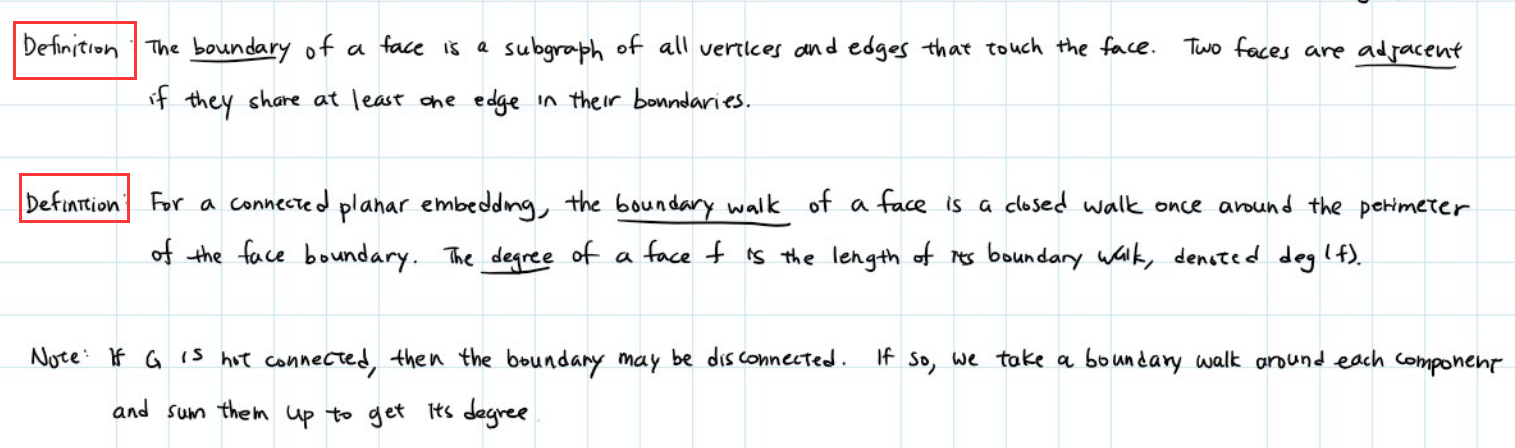 Definition: The boundary of a face is a subgraph of all vertices and edges that touch the face. Two faces are adjacent
if they share at least one edge in their boundaries.
Definition: For a connected planar embedding, the boundary walk of a face is a closed walk once around the perimeter
of the face boundary. The degree of a face f is the length of its boundary walk, denoted deg(f).
Note: If G is not connected, then the boundary may be disconnected. If so, we take a boundary walk around each component
and sum them up to get its degree.